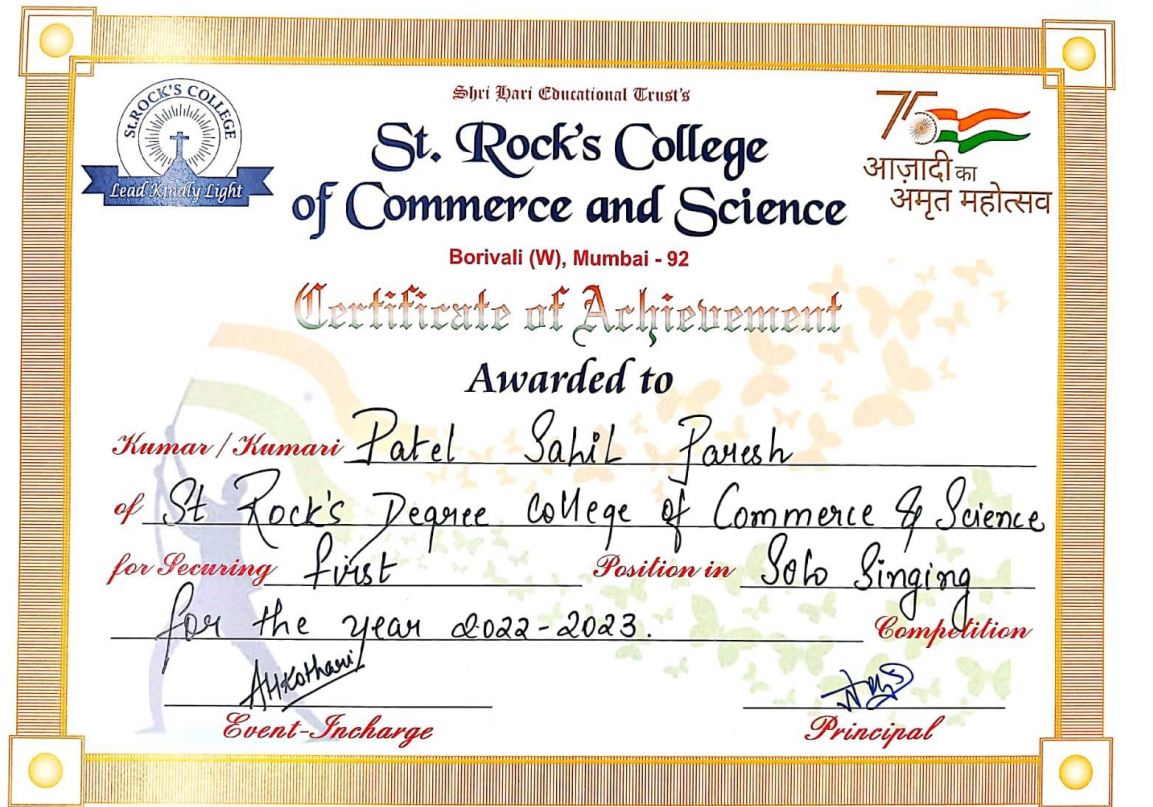 Shri Hari Educational Trust's
ST.ROCK'S COLLEGE
Lead Kindly Light
St. Rock's College
of Commerce and Science
75
आज़ादी का
अमृत महोत्सव
Borivali (W), Mumbai - 92
Certificate of Achievement
Awarded to
Kumar / Kumari Patel Sahil Paresh
of St Rock's Degree College of Commerce & Science
for Securing first Position in Solo Singing
for the year 2022-2023. Competition
AHKothari
Event-Incharge
Principal